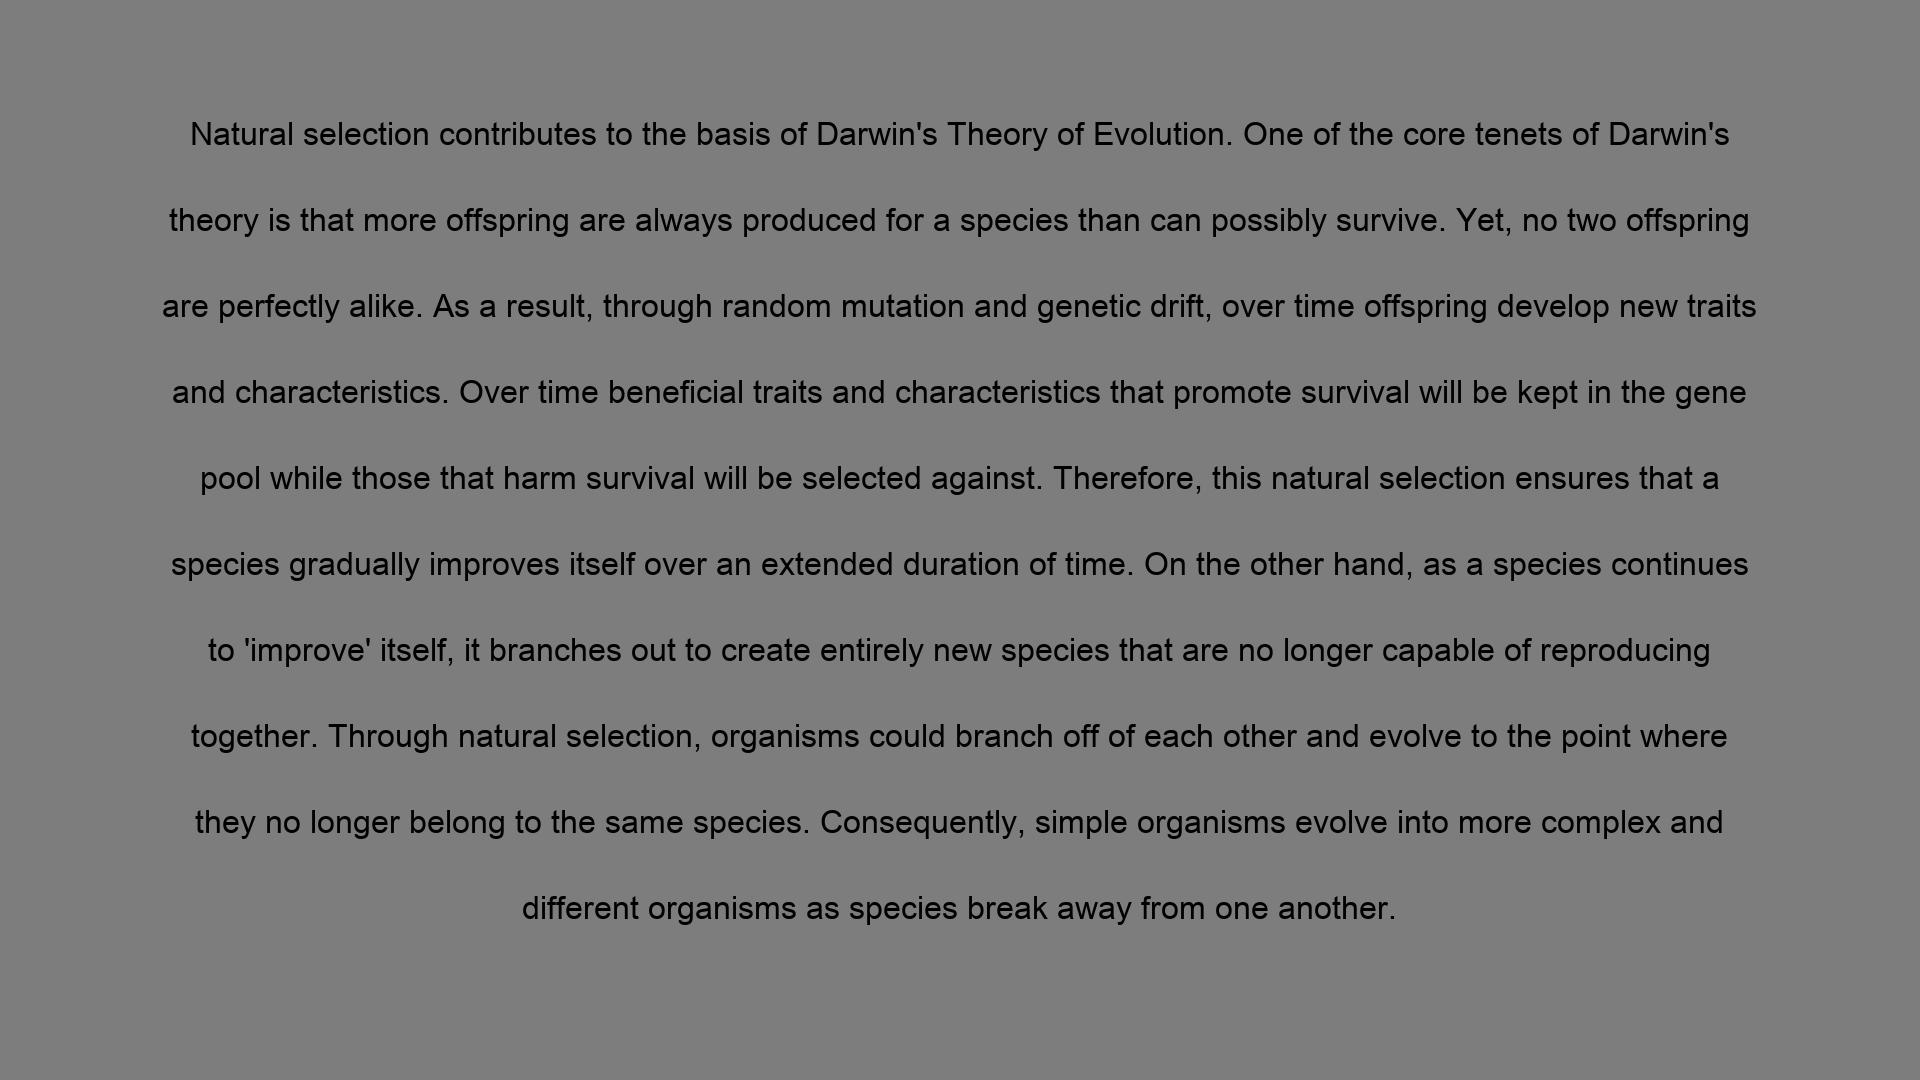 Natural selection contributes to the basis of Darwin's Theory of Evolution. One of the core tenets of Darwin's
theory is that more offspring are always produced for a species than can possibly survive. Yet, no two offspring
are perfectly alike. As a result, through random mutation and genetic drift, over time offspring develop new traits
and characteristics. Over time beneficial traits and characteristics that promote survival will be kept in the gene
pool while those that harm survival will be selected against. Therefore, this natural selection ensures that a
species gradually improves itself over an extended duration of time. On the other hand, as a species continues
to 'improve' itself, it branches out to create entirely new species that are no longer capable of reproducing
together. Through natural selection, organisms could branch off of each other and evolve to the point where
they no longer belong to the same species. Consequently, simple organisms evolve into more complex and
different organisms as species break away from one another.